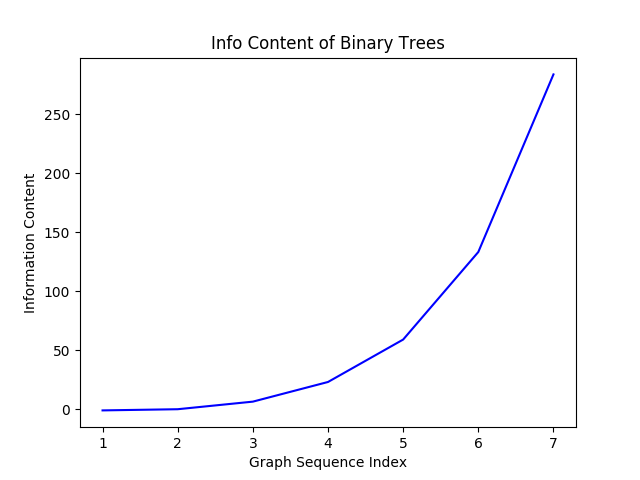 Info Content of Binary Trees
Information Content
250
200
150
100
50
0
1 2 3 4 5 6 7
Graph Sequence Index